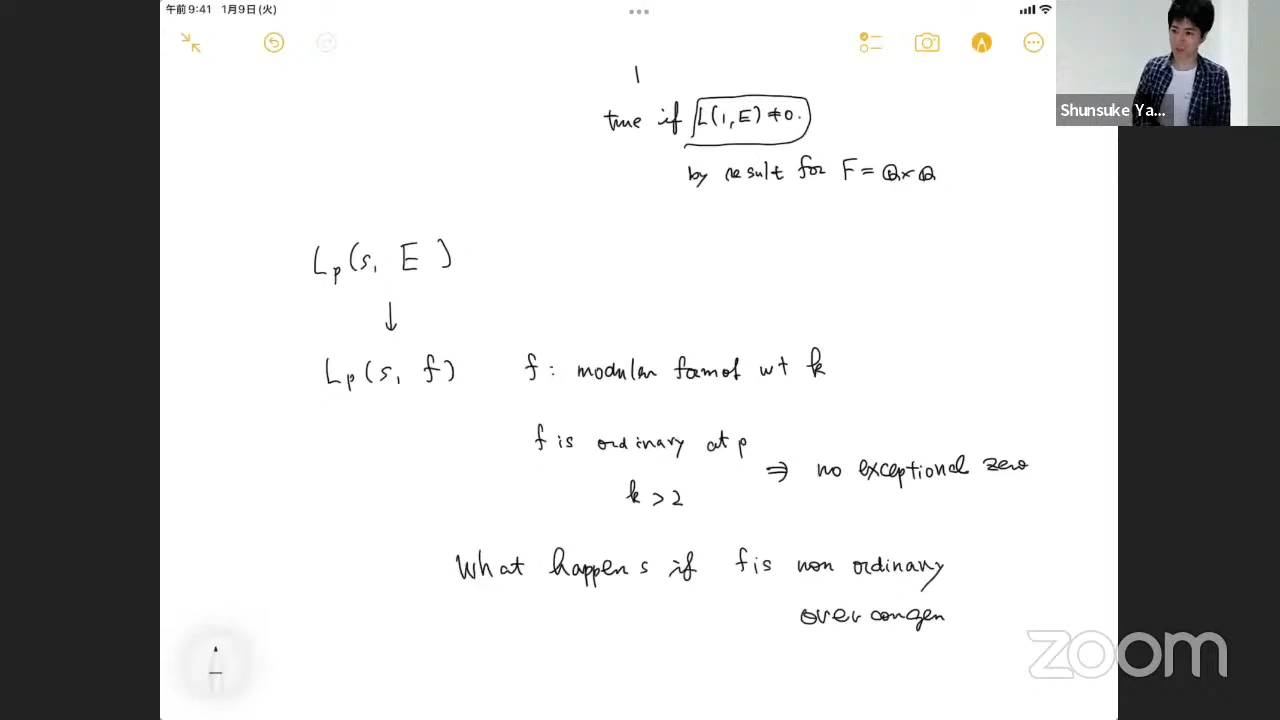 午前9:41 1月9日(火)
Shunsuke Ya...
true if L(1, E) ≠ 0.
by result for F = Q × Q
Lp(s, E)
↓
Lp(s, f) f : modular form of wt k
f is ordinary at p
⇒ no exceptional zero
k > 2
What happens if f is non ordinary
over congen
zoom